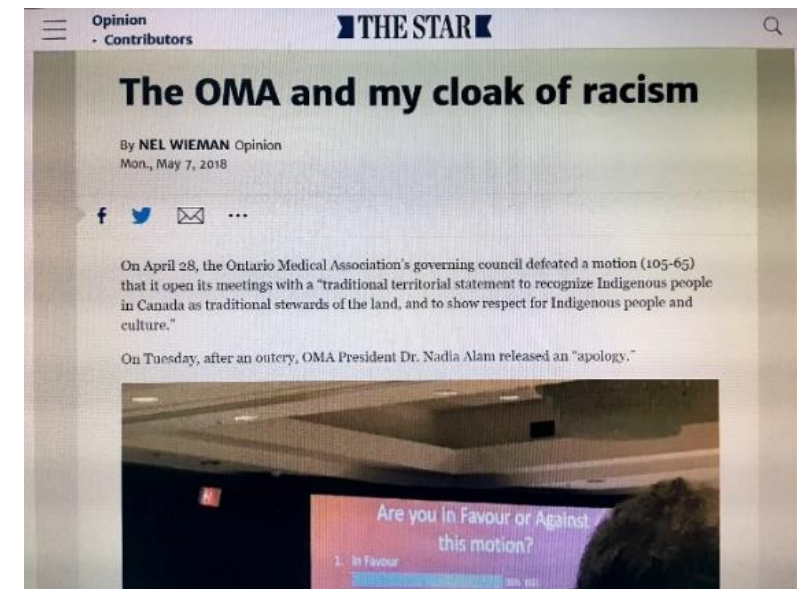 Opinion
· Contributors
THE STAR
The OMA and my cloak of racism
By NEL WIEMAN Opinion
Mon., May 7, 2018
On April 28, the Ontario Medical Association's governing council defeated a motion (105-65)
that it open its meetings with a "traditional territorial statement to recognize Indigenous people
in Canada as traditional stewards of the land, and to show respect for Indigenous people and
culture."
On Tuesday, after an outcry, OMA President Dr. Nadia Alam released an "apology."
Are you In Favour or Against
this motion?
1. In Favour